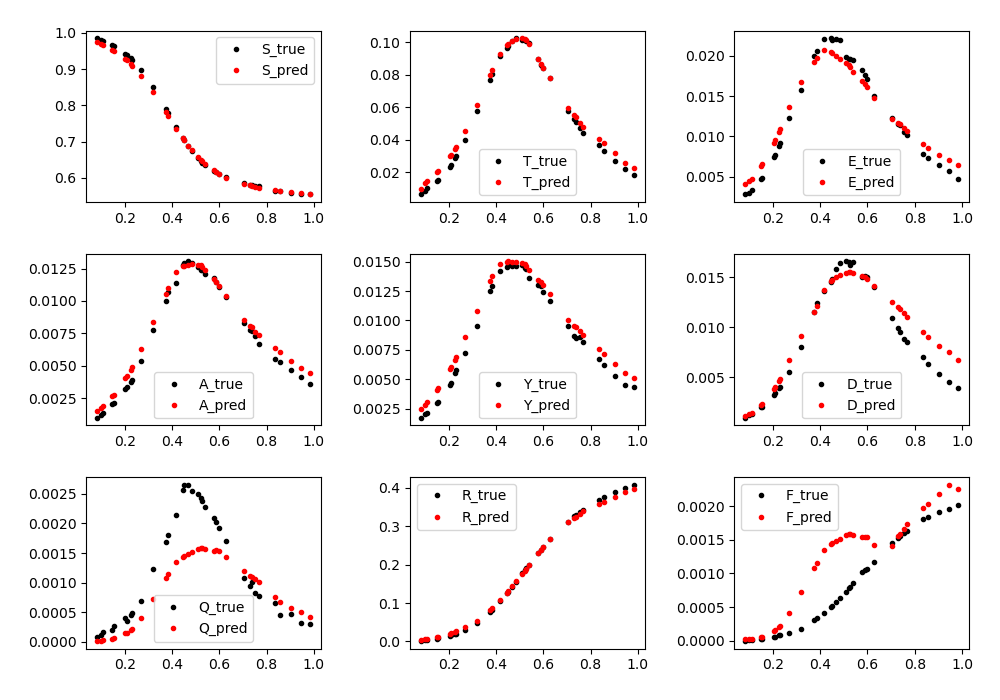 1.0
0.9
0.8
0.7
0.6
S_true
S_pred
0.2 0.4 0.6 0.8 1.0
0.10
0.08
0.06
0.04
0.02
T_true
T_pred
0.2 0.4 0.6 0.8 1.0
0.020
0.015
0.010
0.005
E_true
E_pred
0.2 0.4 0.6 0.8 1.0
0.0125
0.0100
0.0075
0.0050
0.0025
A_true
A_pred
0.2 0.4 0.6 0.8 1.0
0.0150
0.0125
0.0100
0.0075
0.0050
0.0025
Y_true
Y_pred
0.2 0.4 0.6 0.8 1.0
0.015
0.010
0.005
D_true
D_pred
0.2 0.4 0.6 0.8 1.0
0.0025
0.0020
0.0015
0.0010
0.0005
0.0000
Q_true
Q_pred
0.2 0.4 0.6 0.8 1.0
0.4
0.3
0.2
0.1
0.0
R_true
R_pred
0.2 0.4 0.6 0.8 1.0
0.0020
0.0015
0.0010
0.0005
0.0000
F_true
F_pred
0.2 0.4 0.6 0.8 1.0